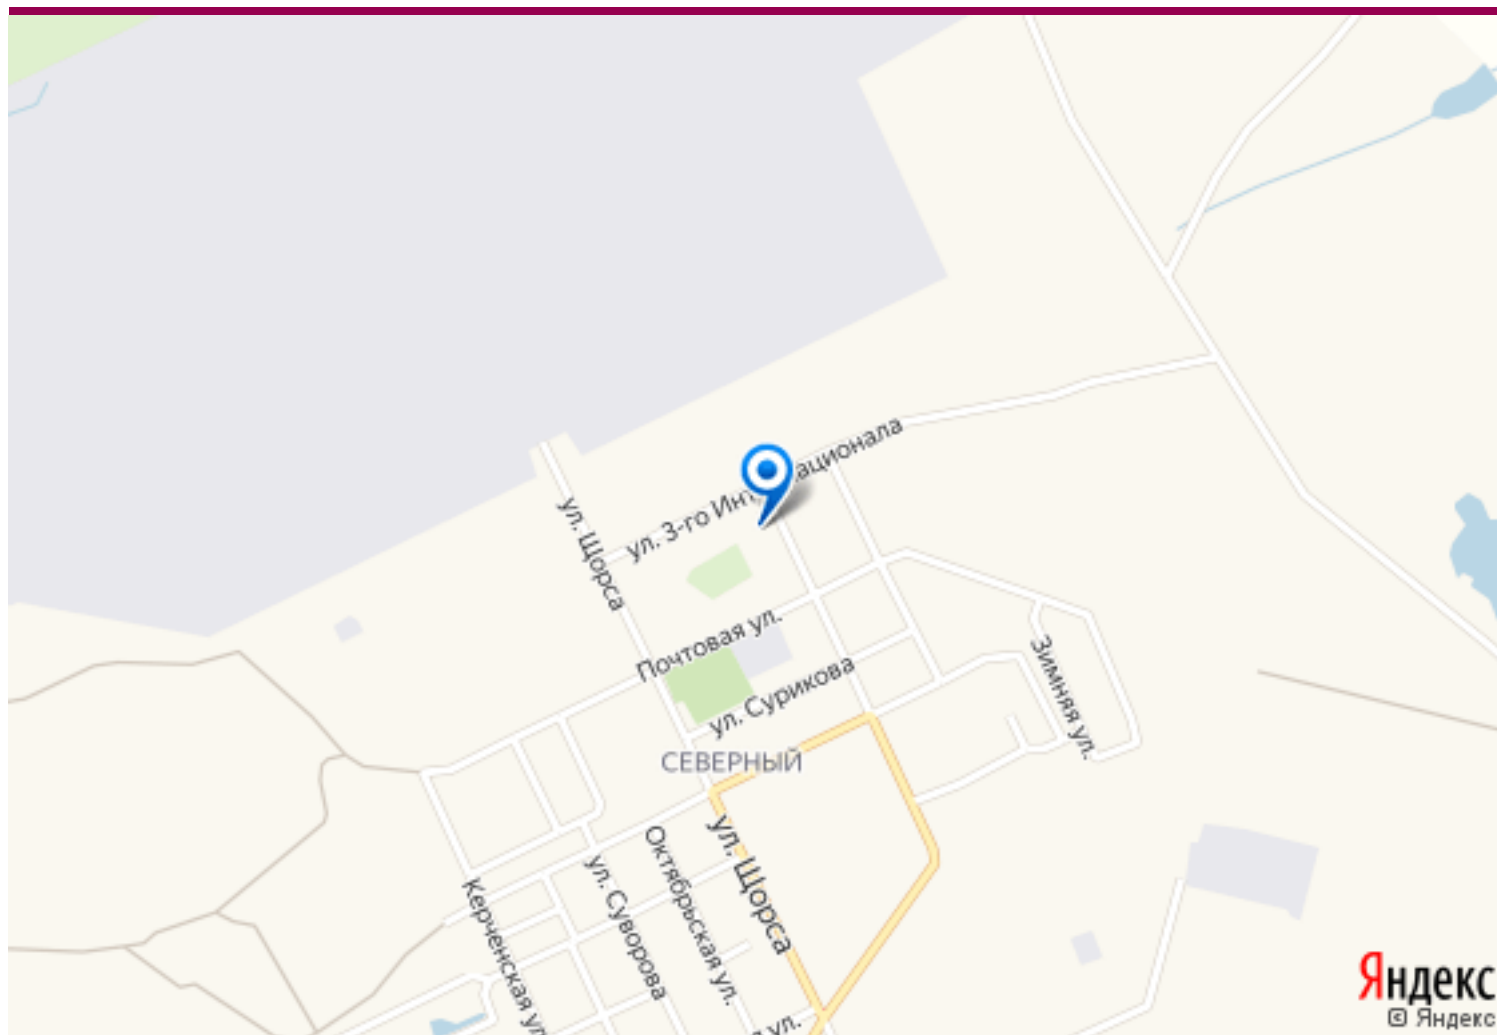 ул. 3-го Инт
ационала
ул. Щорса
Почтовая ул.
ул. Сурикова
Зимняя ул.
СЕВЕРНЫЙ
ул. Щорса
Октябрьская ул.
ул. Суворова
Керченская ул
ул.
Яндекс
© Яндекс